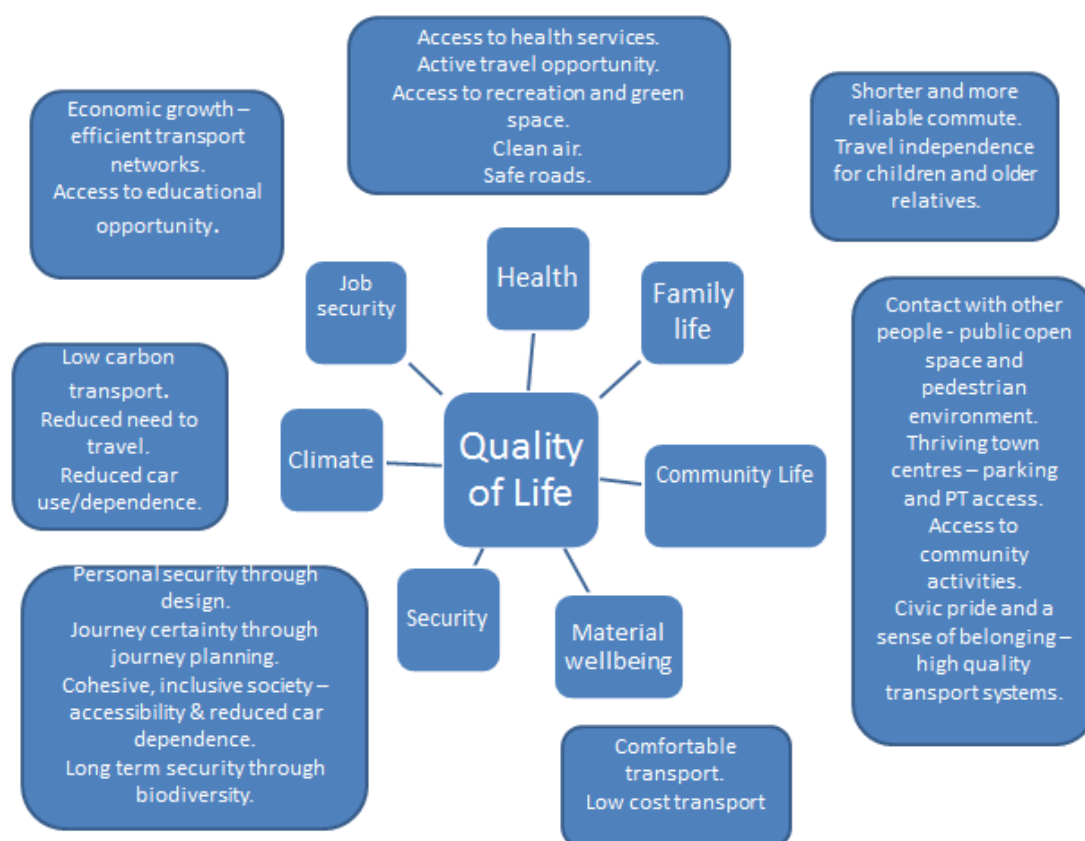 Access to health services.
Active travel opportunity.
Access to recreation and green
space.
Clean air.
Safe roads.
Economic growth –
efficient transport
networks.
Access to educational
opportunity.
Shorter and more
reliable commute.
Travel independence
for children and older
relatives.
Job
security
Health
Family
life
Contact with other
people - public open
space and
pedestrian
environment.
Thriving town
centres – parking
and PT access.
Access to
community
activities.
Civic pride and a
sense of belonging –
high quality
transport systems.
Low carbon
transport.
Reduced need to
travel.
Reduced car
use/dependence.
Climate
Quality
of Life
Community Life
Personal security through
design.
Journey certainty through
journey planning.
Cohesive, inclusive society –
accessibility & reduced car
dependence.
Long term security through
biodiversity.
Security
Material
wellbeing
Comfortable
transport.
Low cost transport